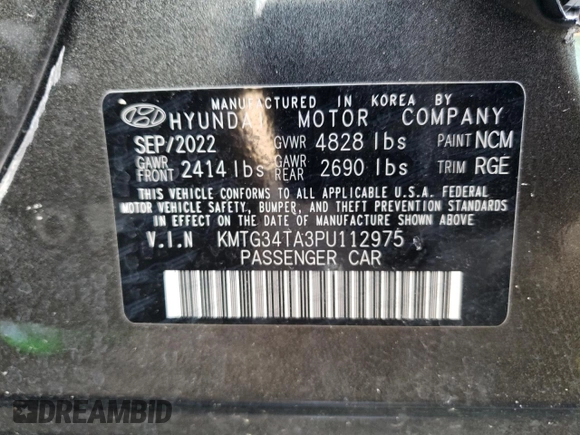 MANUFACTURED IN KOREA BY
HYUNDAI MOTOR COMPANY
SEP/2022 GVWR 4828 lbs PAINT NCM
GAWR FRONT 2414 lbs GAWR REAR 2690 lbs TRIM RGE
THIS VEHICLE CONFORMS TO ALL APPLICABLE U.S.A. FEDERAL
MOTOR VEHICLE SAFETY, BUMPER, AND THEFT PREVENTION STANDARDS
IN EFFECT ON THE DATE OF MANUFACTURE SHOWN ABOVE.
V.I.N KMTG34TA3PU112975
PASSENGER CAR
DREAMBID